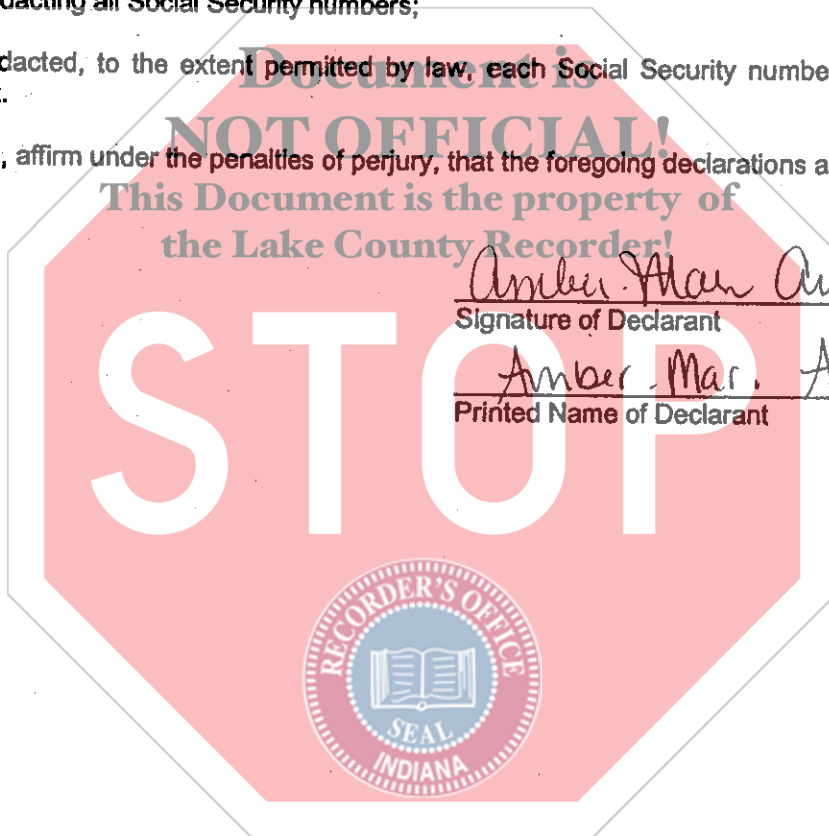 dacting all Social Security numbers;
Document is
dacted, to the extent permitted by law, each Social Security numbe
NOT OFFICIAL!
, affirm under the penalties of perjury, that the foregoing declarations a
This Document is the property of
the Lake County Recorder!
Amber
Signature of Declarant
Amber Mar. A
Printed Name of Declarant
STOP
RECORDER'S OFFICE
SEAL
INDIANA